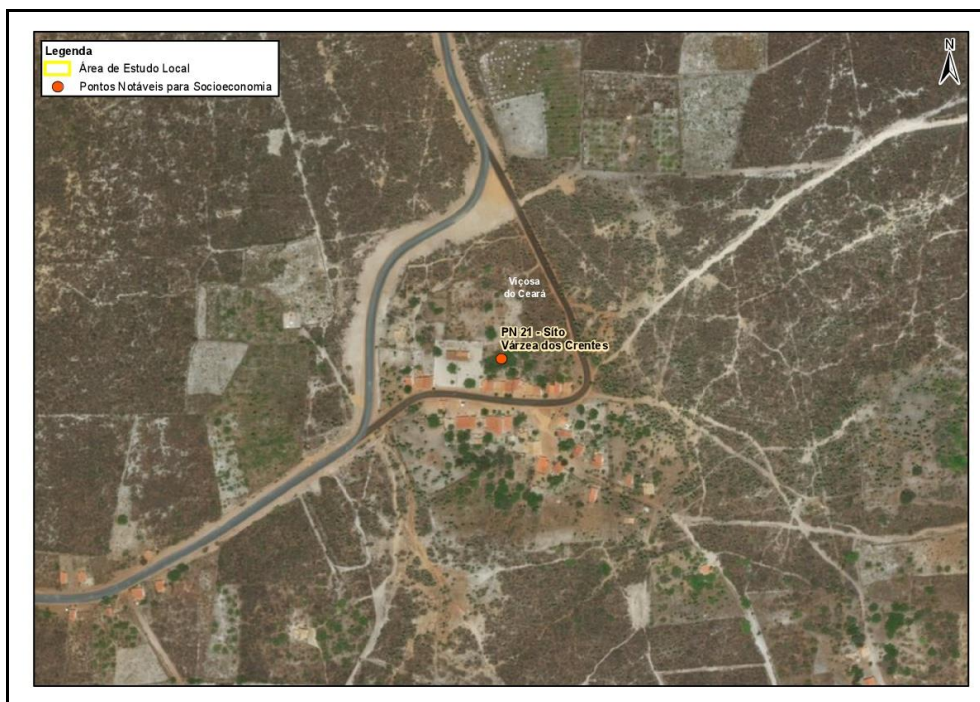 Legenda
Área de Estudo Local
Pontos Notáveis para Socioeconomia
N
Viçosa
do Ceará
PN 21 - Síto
Várzea dos Crentes